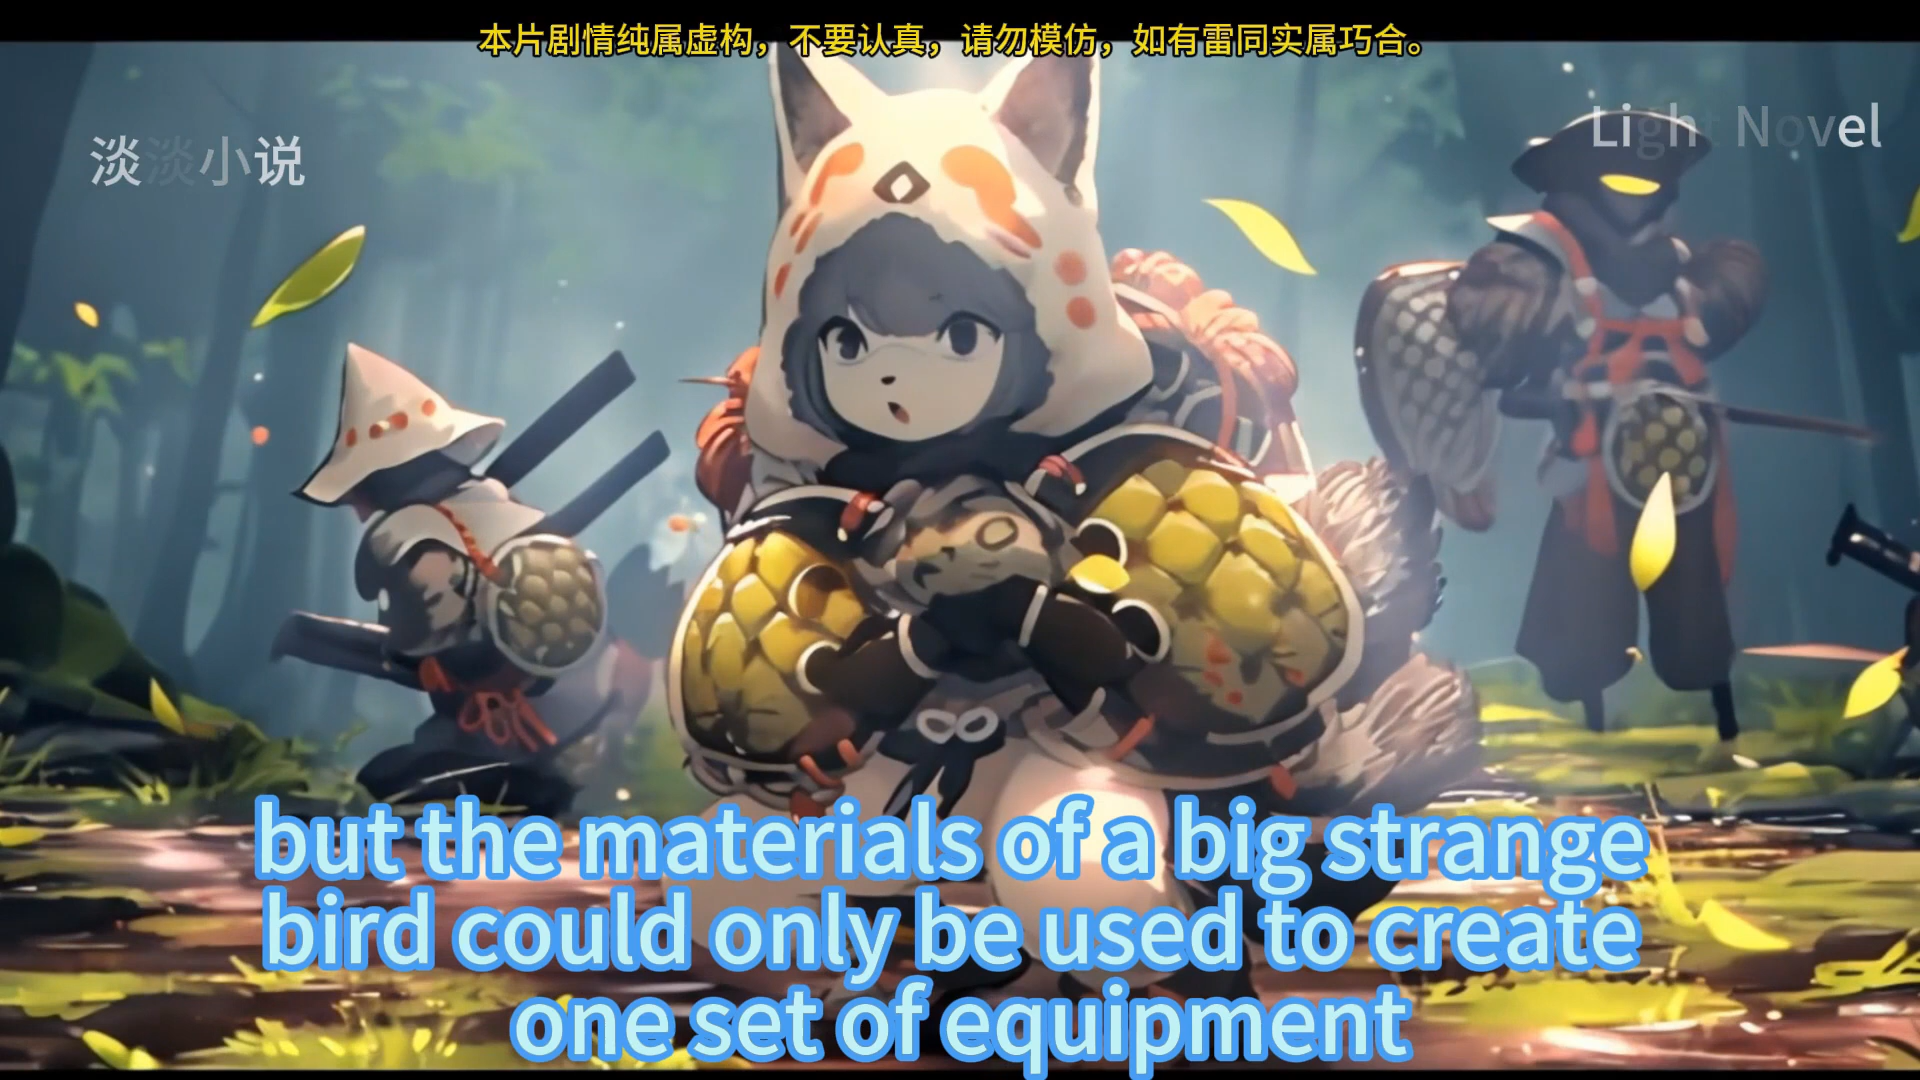 本片剧情纯属虚构，不要认真，请勿模仿，如有雷同实属巧合。
淡淡小说
Light Novel
but the materials of a big strange
bird could only be used to create
one set of equipment